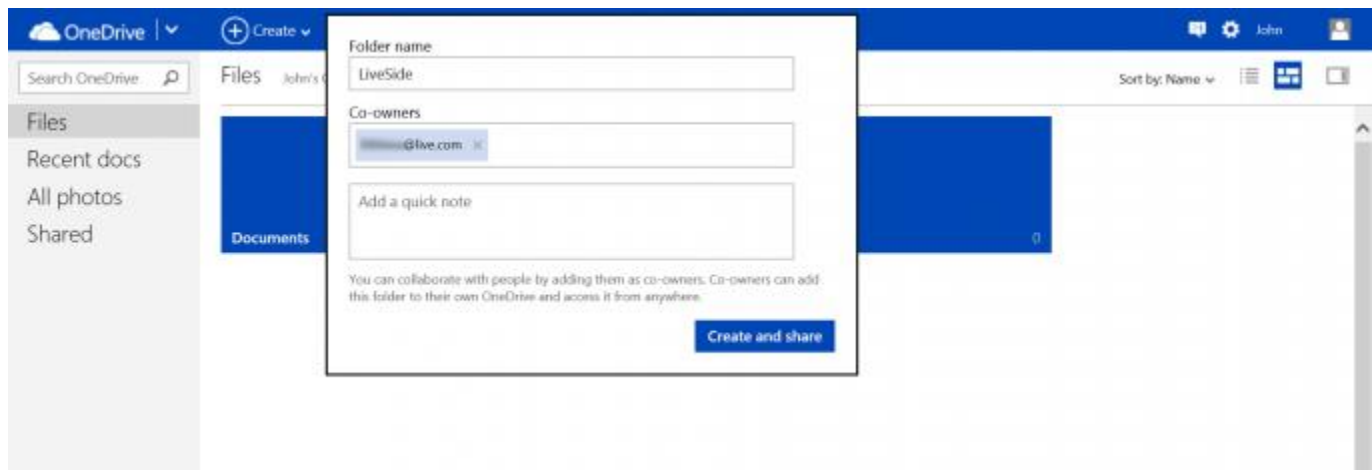 OneDrive
Create
John
Search OneDrive
Files
John's
Sort by: Name
Files
Recent docs
All photos
Shared
Documents
0
Folder name
LiveSide
Co-owners
@live.com ×
Add a quick note
You can collaborate with people by adding them as co-owners. Co-owners can add
this folder to their own OneDrive and access it from anywhere.
Create and share